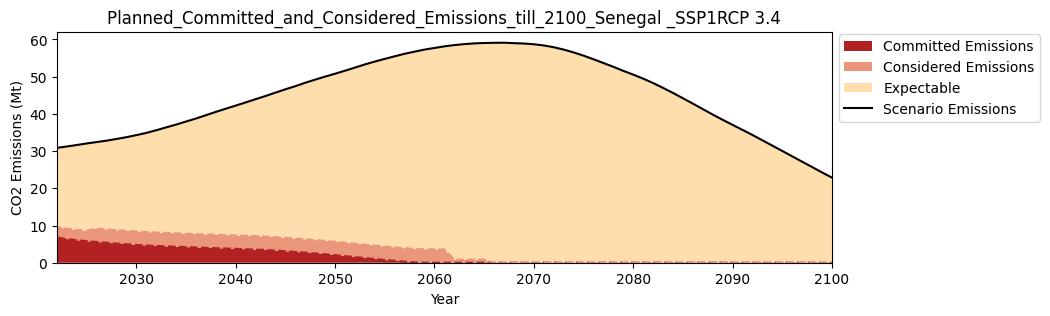 Planned_Committed_and_Considered_Emissions_till_2100_Senegal _SSP1RCP 3.4
Committed Emissions
Considered Emissions
Expectable
Scenario Emissions
CO2 Emissions (Mt)
60
50
40
30
20
10
0
2030 2040 2050 2060 2070 2080 2090 2100
Year